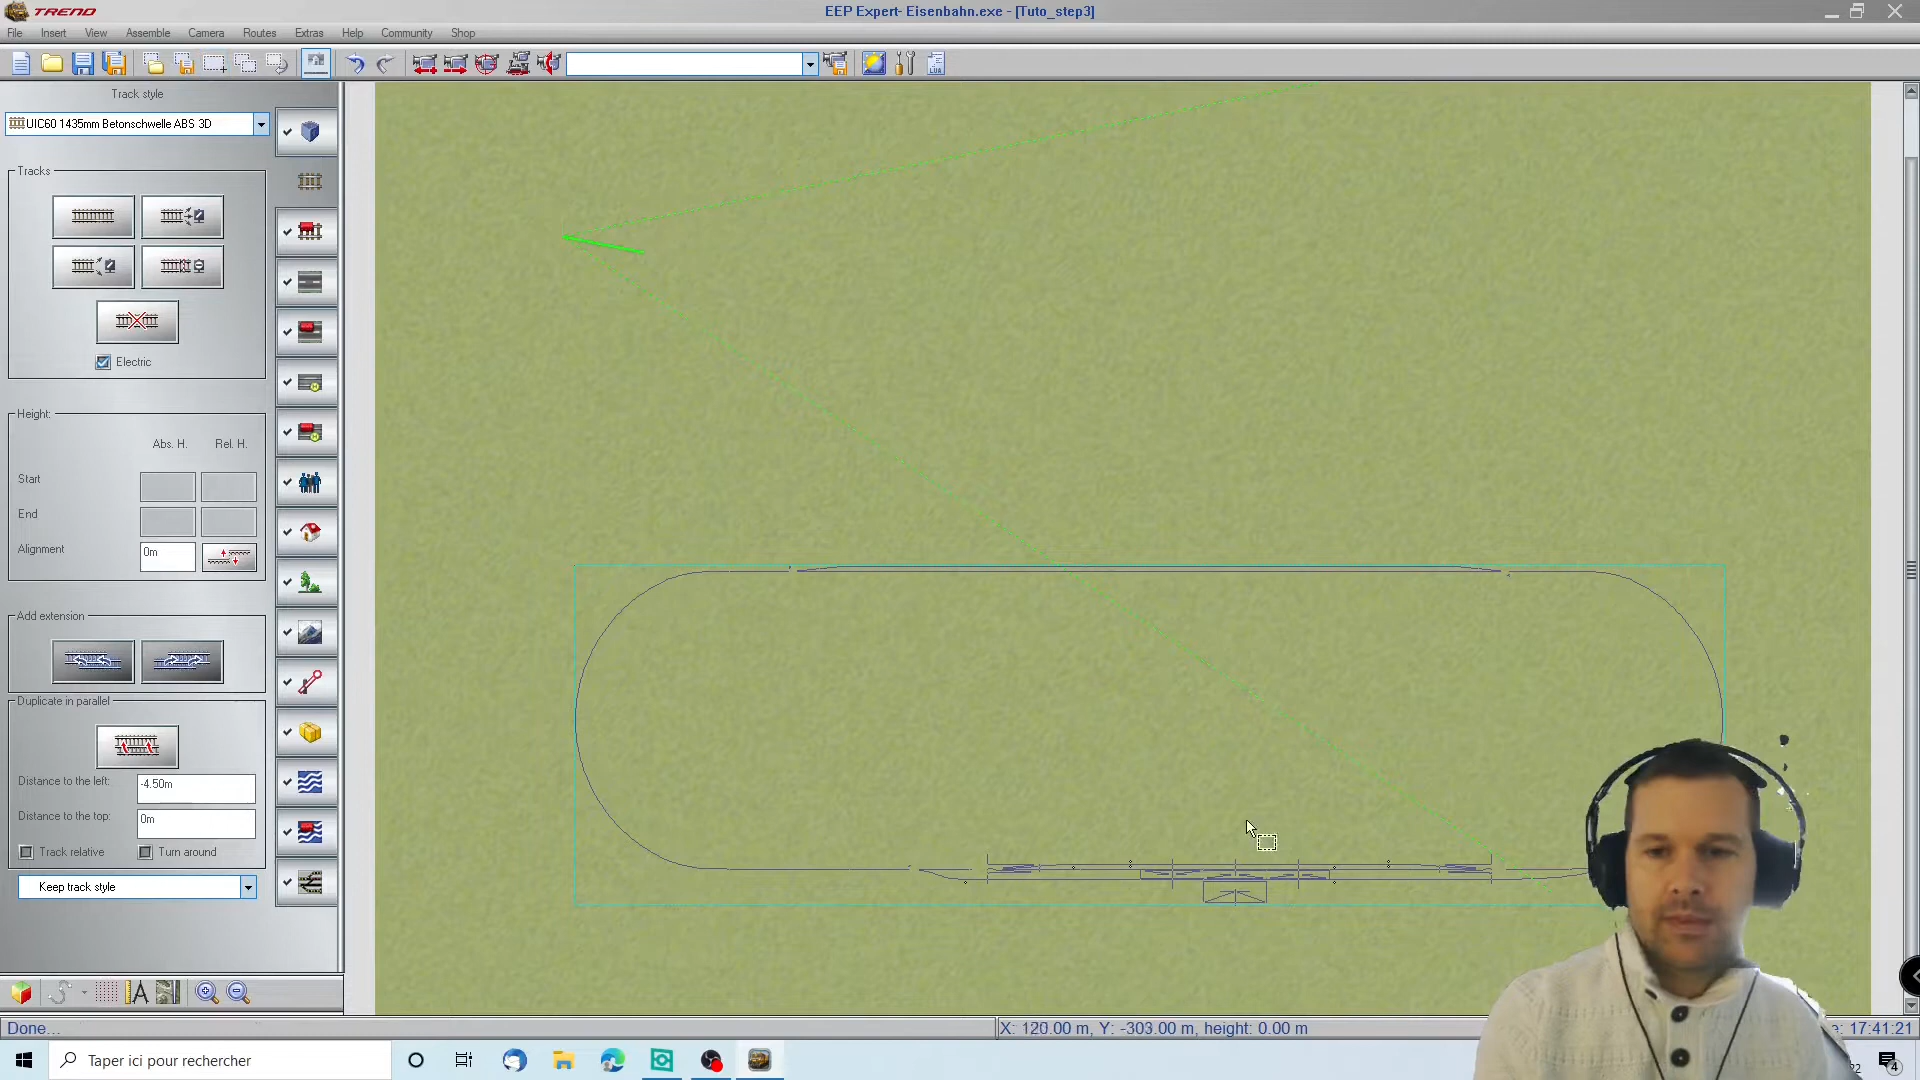 TREND
EEP Expert- Eisenbahn.exe - [Tuto_step3]
File Insert View Assemble Camera Routes Extras Help Community Shop
LUA
Track style
UIC60 1435mm Betonschwelle ABS 3D
Tracks
Electric
Height:
Abs. H. Rel. H.
Start
End
Alignment 0m
Add extension
Duplicate in parallel
Distance to the left: -4.50m
Distance to the top: 0m
Track relative Turn around
Keep track style
Done...
X: 120.00 m, Y: -303.00 m, height: 0.00 m
e: 17:41:21
Taper ici pour rechercher
22
4